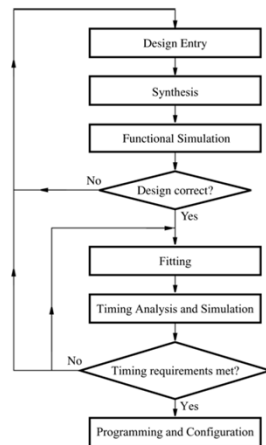 Design Entry
Synthesis
Functional Simulation
No
Design correct?
Yes
Fitting
Timing Analysis and Simulation
No
Timing requirements met?
Yes
Programming and Configuration